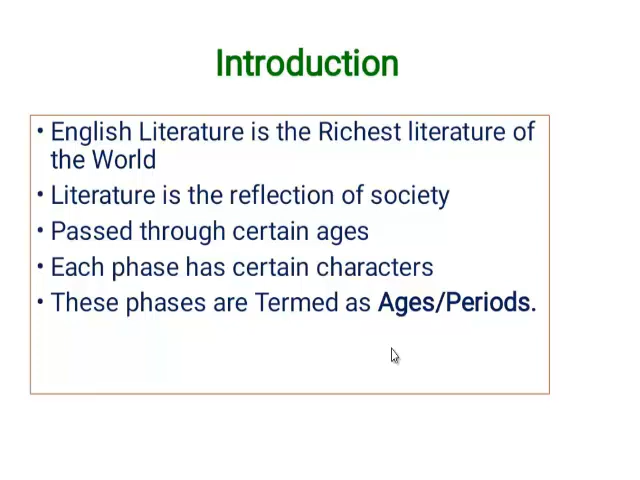 Introduction
• English Literature is the Richest literature of
the World
• Literature is the reflection of society
• Passed through certain ages
• Each phase has certain characters
• These phases are Termed as Ages/Periods.